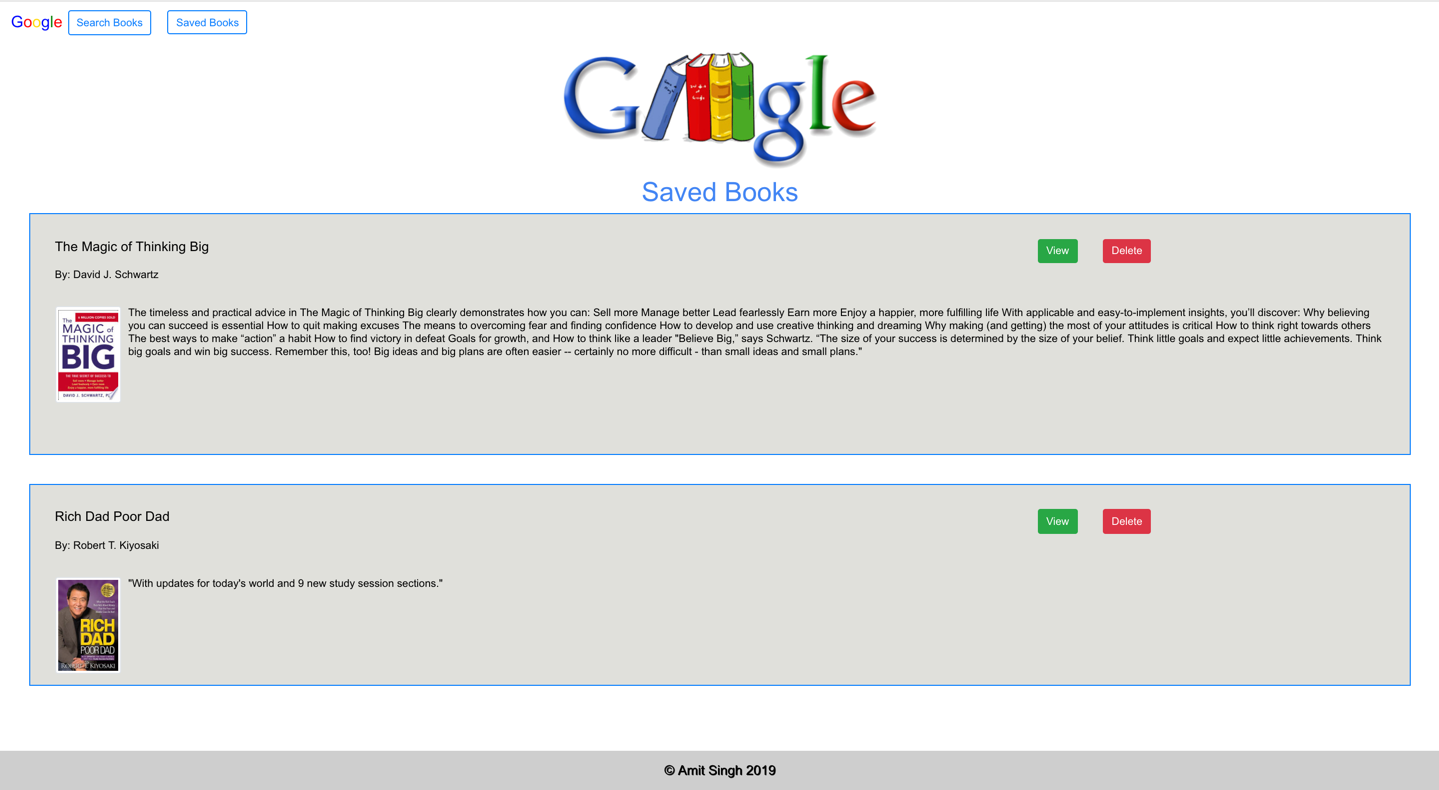 Google Search Books Saved Books
Google
Saved Books
The Magic of Thinking Big View Delete
By: David J. Schwartz
The timeless and practical advice in The Magic of Thinking Big clearly demonstrates how you can: Sell more Manage better Lead fearlessly Earn more Enjoy a happier, more fulfilling life With applicable and easy-to-implement insights, you’ll discover: Why believing
you can succeed is essential How to quit making excuses The means to overcoming fear and finding confidence How to develop and use creative thinking and dreaming Why making (and getting) the most of your attitudes is critical How to think right towards others
The best ways to make “action” a habit How to find victory in defeat Goals for growth, and How to think like a leader "Believe Big,” says Schwartz. “The size of your success is determined by the size of your belief. Think little goals and expect little achievements. Think
big goals and win big success. Remember this, too! Big ideas and big plans are often easier -- certainly no more difficult - than small ideas and small plans."
The
MAGIC of
THINKING
BIG
DAVID J. SCHWARTZ, P
Rich Dad Poor Dad View Delete
By: Robert T. Kiyosaki
"With updates for today's world and 9 new study session sections."
RICH
DAD
POOR DAD
ROBERT T. KIYOSAKI
© Amit Singh 2019